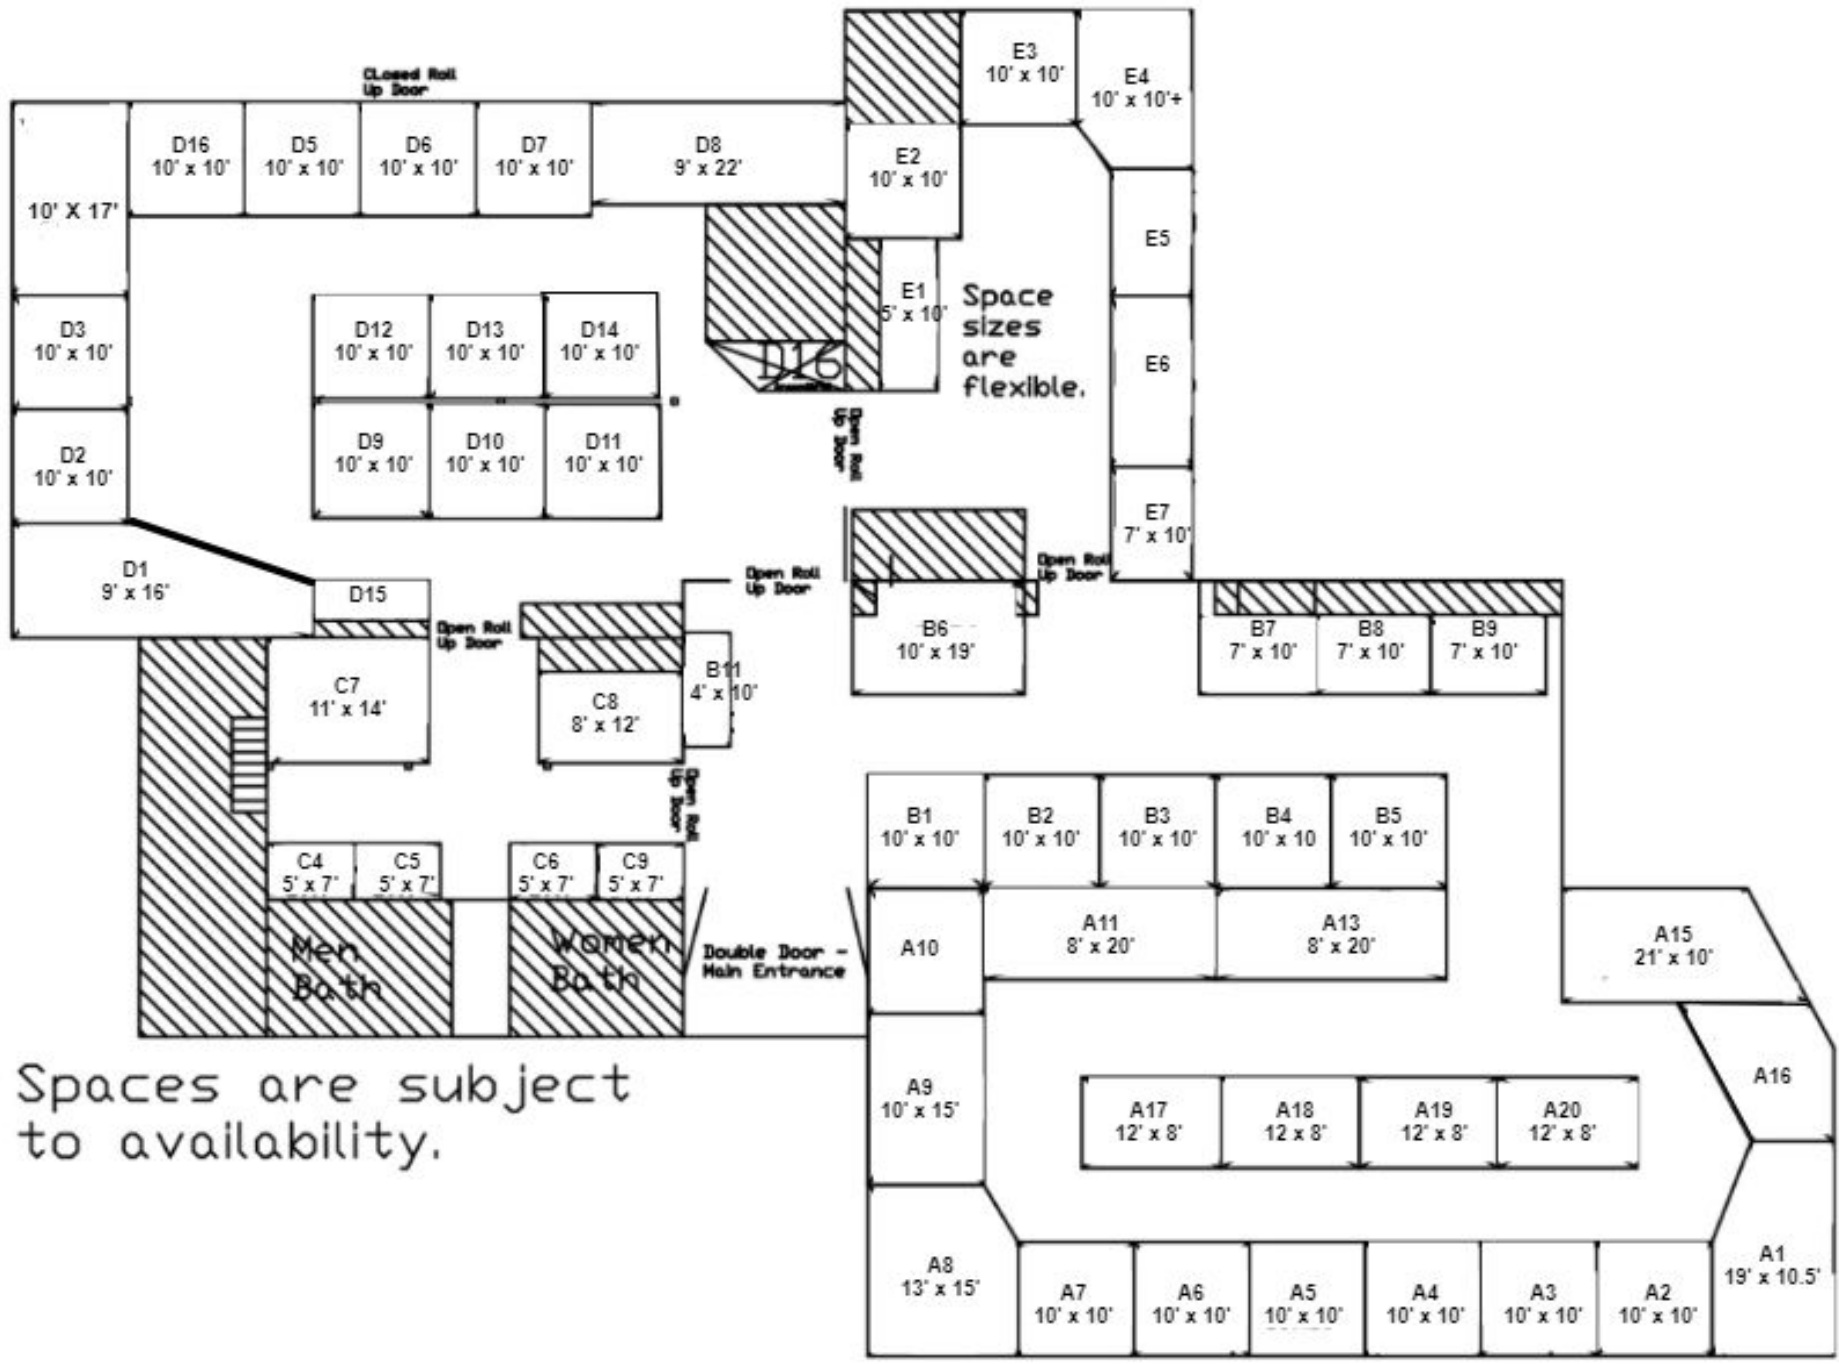 CLosed Roll
Up Door
E3
10' x 10'
E4
10' x 10'+
D16
10' x 10'
D5
10' x 10'
D6
10' x 10'
D7
10' x 10'
D8
9' x 22'
E2
10' x 10'
10' X 17'
E5
E1
5' x 10'
Space
sizes
are
flexible.
D3
10' x 10'
D12
10' x 10'
D13
10' x 10'
D14
10' x 10'
D16
E6
D2
10' x 10'
D9
10' x 10'
D10
10' x 10'
D11
10' x 10'
Open Roll
Up Door
E7
7' x 10'
D1
9' x 16'
D15
Open Roll
Up Door
Open Roll
Up Door
Open Roll
Up Door
B6
10' x 19'
B7
7' x 10'
B8
7' x 10'
B9
7' x 10'
C7
11' x 14'
C8
8' x 12'
B11
4' x 10'
Open Roll
Up Door
B1
10' x 10'
B2
10' x 10'
B3
10' x 10'
B4
10' x 10
B5
10' x 10'
C4
5' x 7'
C5
5' x 7'
C6
5' x 7'
C9
5' x 7'
Men
Bath
Women
Bath
Double Door -
Main Entrance
A10
A11
8' x 20'
A13
8' x 20'
A15
21' x 10'
Spaces are subject
to availability.
A9
10' x 15'
A17
12' x 8'
A18
12 x 8'
A19
12' x 8'
A20
12' x 8'
A16
A8
13' x 15'
A7
10' x 10'
A6
10' x 10'
A5
10' x 10'
A4
10' x 10'
A3
10' x 10'
A2
10' x 10'
A1
19' x 10.5'